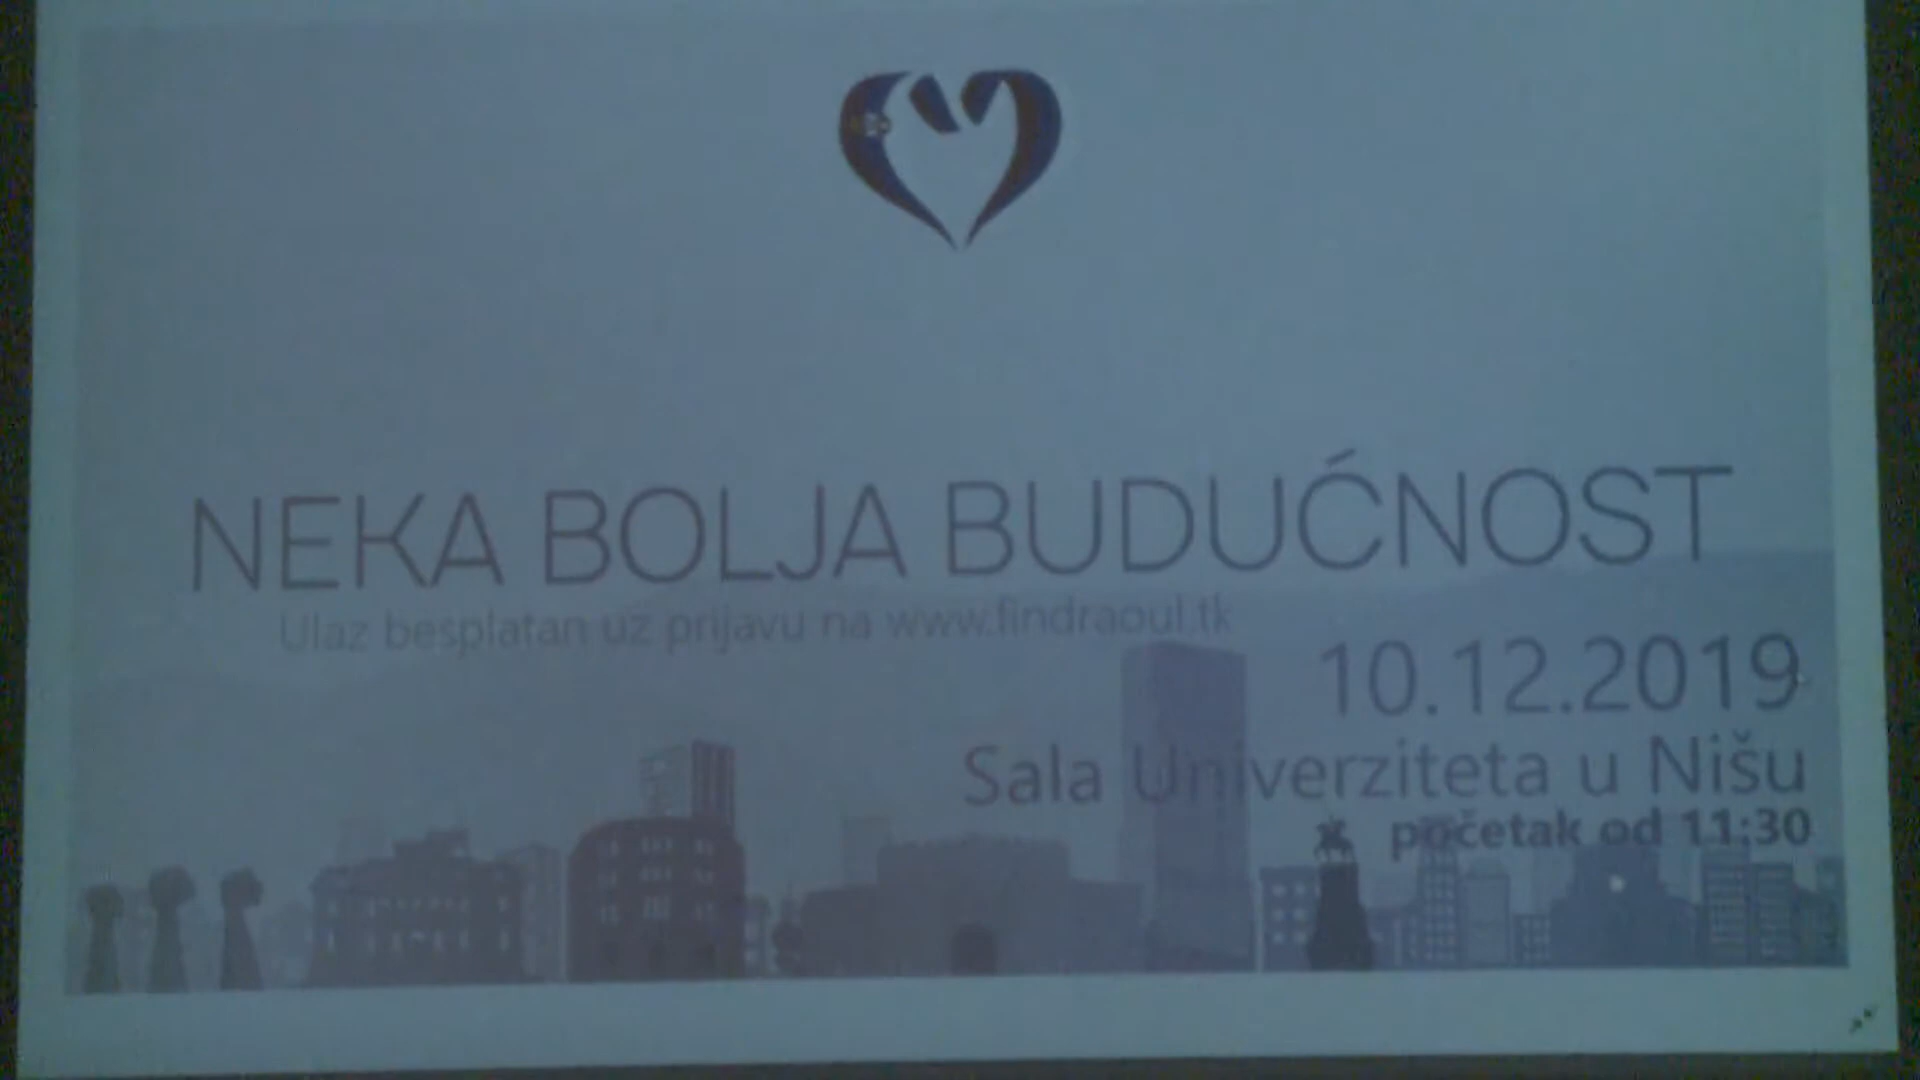 NEKA BOLJA BUDUĆNOST
Ulaz besplatan uz prijavu na www.findraoul.tk
10.12.2019
Sala Univerziteta u Nišu
početak od 11:30